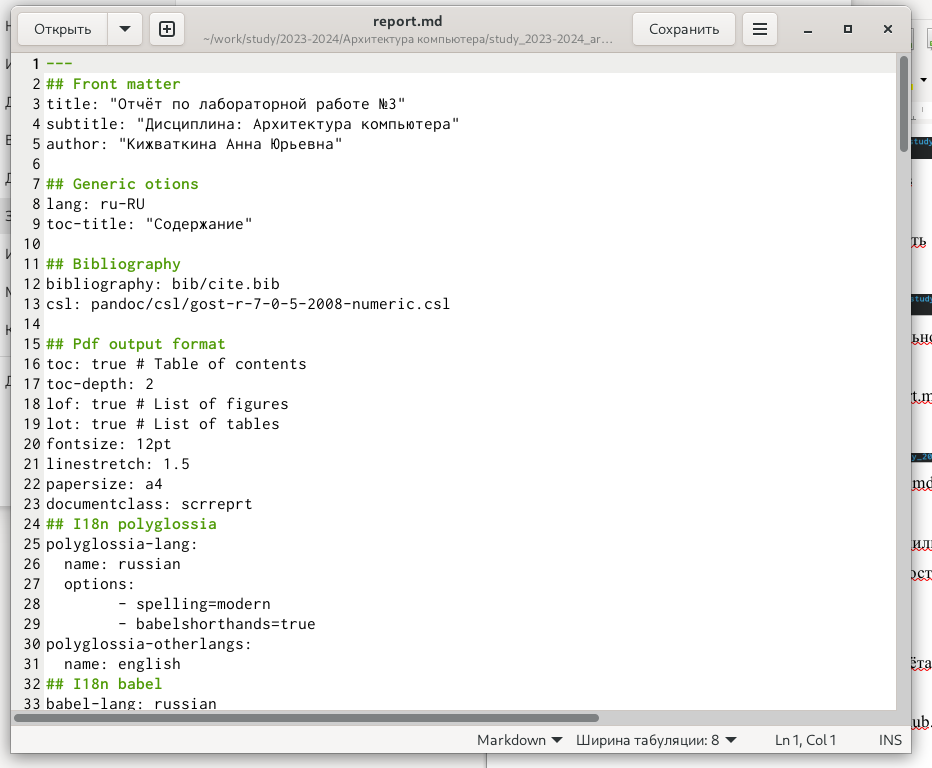 Открыть
report.md
~/work/study/2023-2024/Архитектура компьютера/study_2023-2024_ar...
Сохранить
1 ---
2 ## Front matter
3 title: "Отчёт по лабораторной работе №3"
4 subtitle: "Дисциплина: Архитектура компьютера"
5 author: "Кижваткина Анна Юрьевна"
6
7 ## Generic otions
8 lang: ru-RU
9 toc-title: "Содержание"
10
11 ## Bibliography
12 bibliography: bib/cite.bib
13 csl: pandoc/csl/gost-r-7-0-5-2008-numeric.csl
14
15 ## Pdf output format
16 toc: true # Table of contents
17 toc-depth: 2
18 lof: true # List of figures
19 lot: true # List of tables
20 fontsize: 12pt
21 linestretch: 1.5
22 papersize: a4
23 documentclass: scrreprt
24 ## I18n polyglossia
25 polyglossia-lang:
26   name: russian
27   options:
28         - spelling=modern
29         - babelshorthands=true
30 polyglossia-otherlangs:
31   name: english
32 ## I18n babel
33 babel-lang: russian
Markdown
Ширина табуляции: 8
Ln 1, Col 1
INS